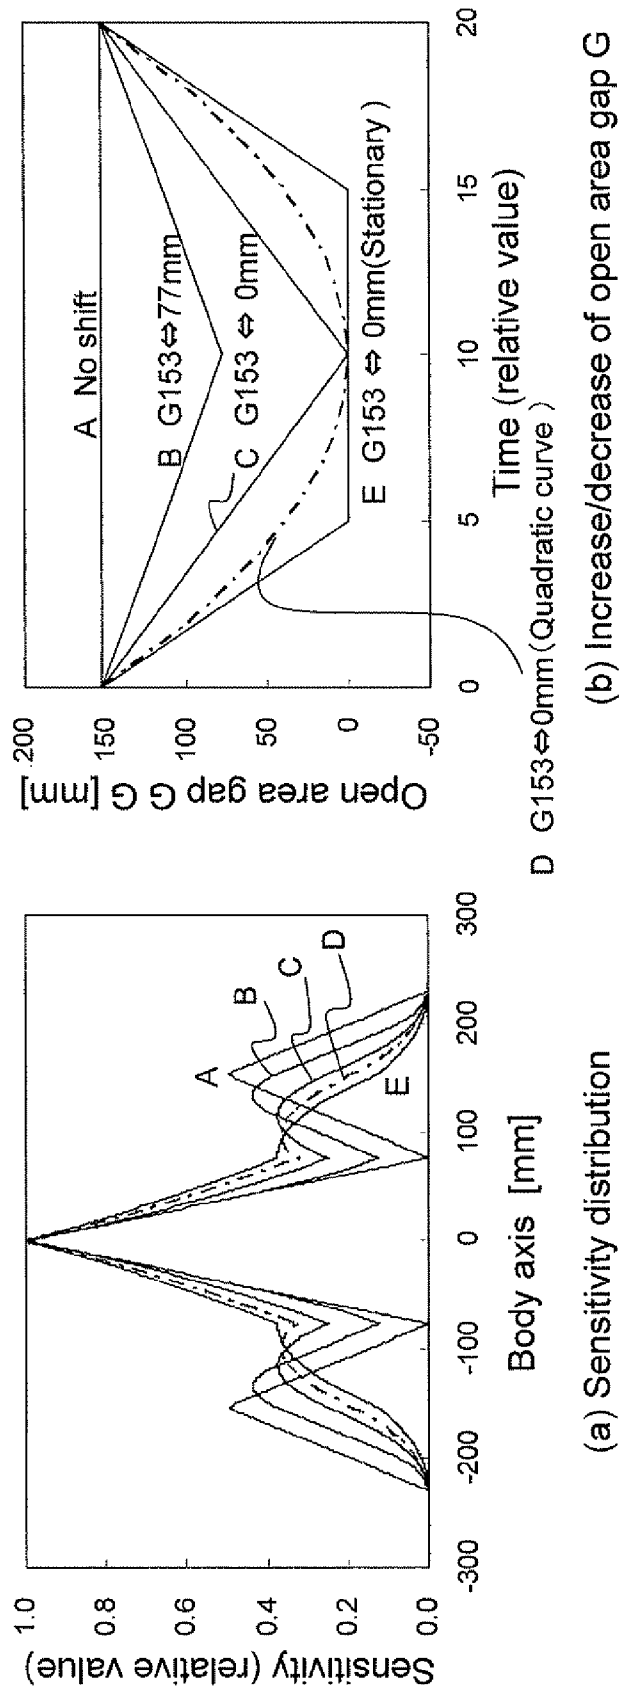 Sensitivity (relative value)
1.0
0.8
0.6
0.4
0.2
0.0
-300
-200
-100
0
100
200
300
A
B
C
D
E
Body axis [mm]
(a) Sensitivity distribution
Open area gap G G [mm]
200
150
100
50
0
-50
0
5
10
15
20
A No shift
B G153⇔77mm
C G153 ⇔ 0mm
E G153 ⇔ 0mm(Stationary)
Time (relative value)
D G153⇔0mm(Quadratic curve)
(b) Increase/decrease of open area gap G